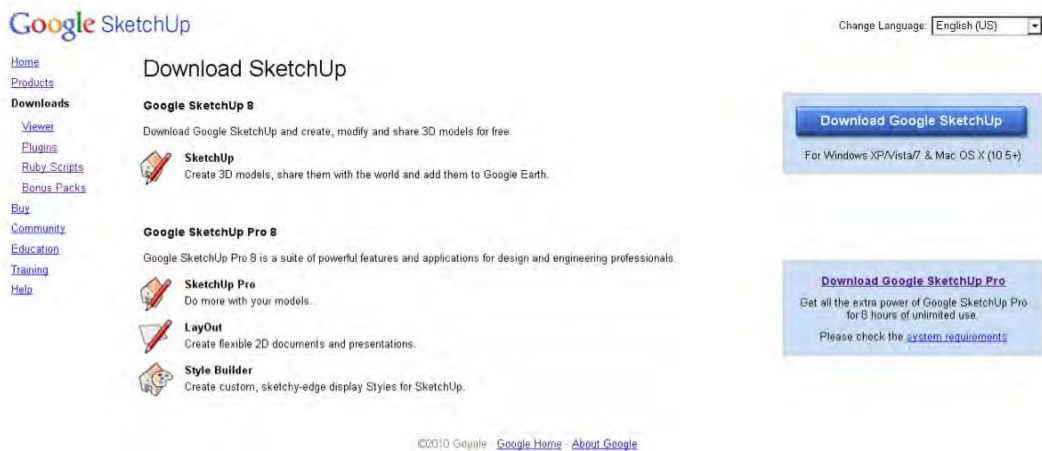 Google SketchUp
Change Language: English (US)
Home
Products
Downloads
Viewer
Plugins
Ruby Scripts
Bonus Packs
Buy
Community
Education
Training
Help
Download SketchUp
Google SketchUp 8
Download Google SketchUp and create, modify and share 3D models for free
SketchUp
Create 3D models, share them with the world and add them to Google Earth.
Download Google SketchUp
For Windows XP/Vista/7 & Mac OS X (10.5+)
Google SketchUp Pro 8
Google SketchUp Pro 8 is a suite of powerful features and applications for design and engineering professionals.
SketchUp Pro
Do more with your models.
LayOut
Create flexible 2D documents and presentations.
Style Builder
Create custom, sketchy-edge display Styles for SketchUp.
Download Google SketchUp Pro
Get all the extra power of Google SketchUp Pro
for 8 hours of unlimited use.
Please check the system requirements
©2010 Google - Google Home - About Google